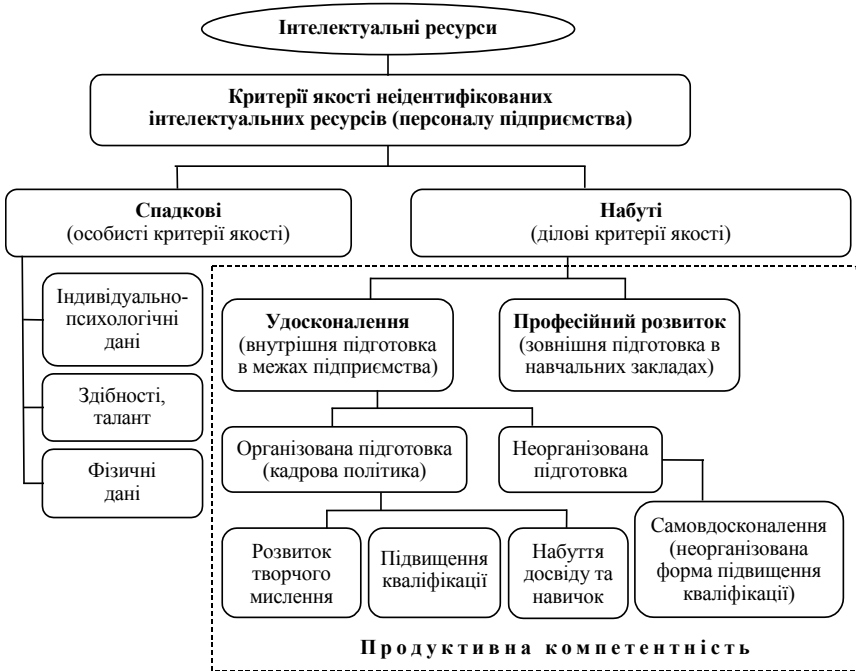 Інтелектуальні ресурси
Критерії якості неідентифікованих
інтелектуальних ресурсів (персоналу підприємства)
Спадкові
(особисті критерії якості)
Набуті
(ділові критерії якості)
Індивідуально-
психологічні
дані
Здібності,
талант
Фізичні
дані
Удосконалення
(внутрішня підготовка
в межах підприємства)
Професійний розвиток
(зовнішня підготовка в
навчальних закладах)
Організована підготовка
(кадрова політика)
Неорганізована
підготовка
Розвиток
творчого
мислення
Підвищення
кваліфікації
Набуття
досвіду та
навичок
Самовдосконалення
(неорганізована
форма підвищення
кваліфікації)
Продуктивна компетентність